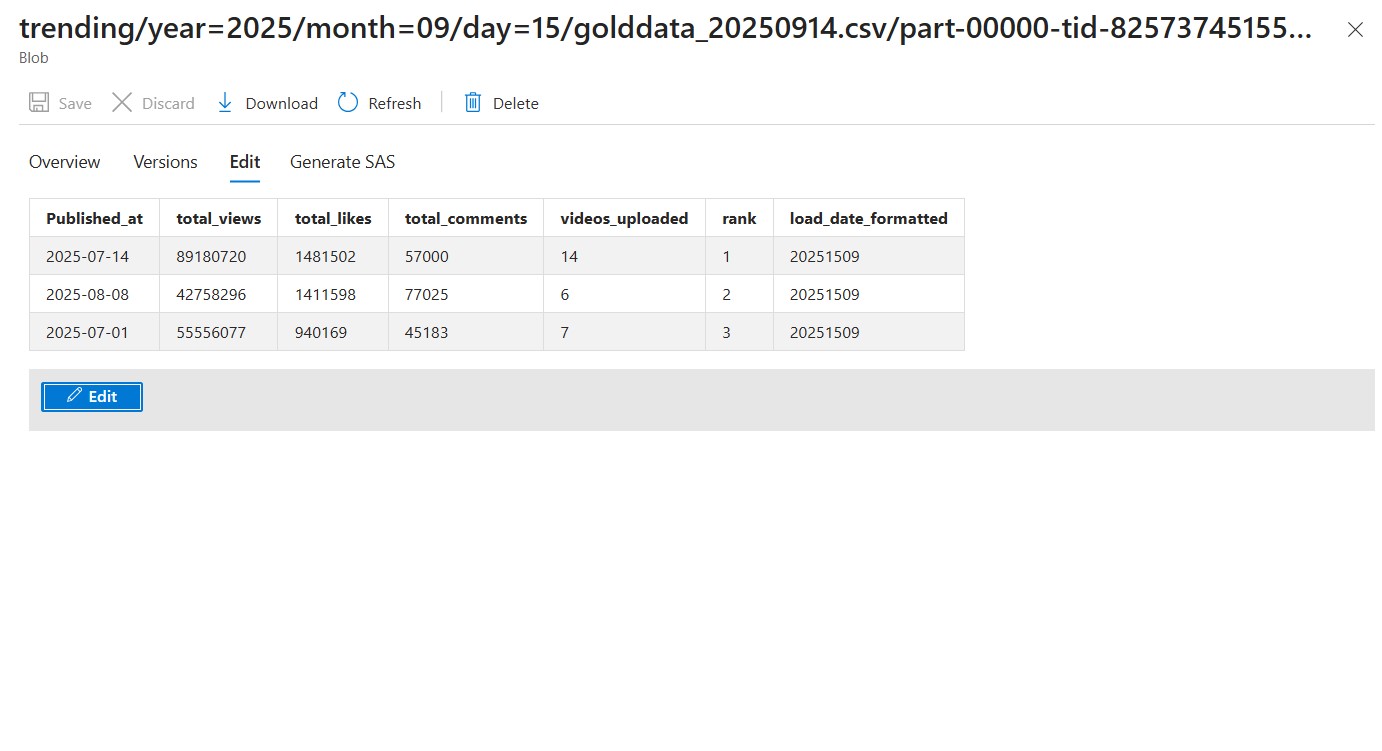 trending/year=2025/month=09/day=15/golddata_20250914.csv/part-00000-tid-82573745155...
Blob
Save Discard Download Refresh Delete
Overview Versions Edit Generate SAS
Published_at total_views total_likes total_comments videos_uploaded rank load_date_formatted
2025-07-14 89180720 1481502 57000 14 1 20251509
2025-08-08 42758296 1411598 77025 6 2 20251509
2025-07-01 55556077 940169 45183 7 3 20251509
Edit